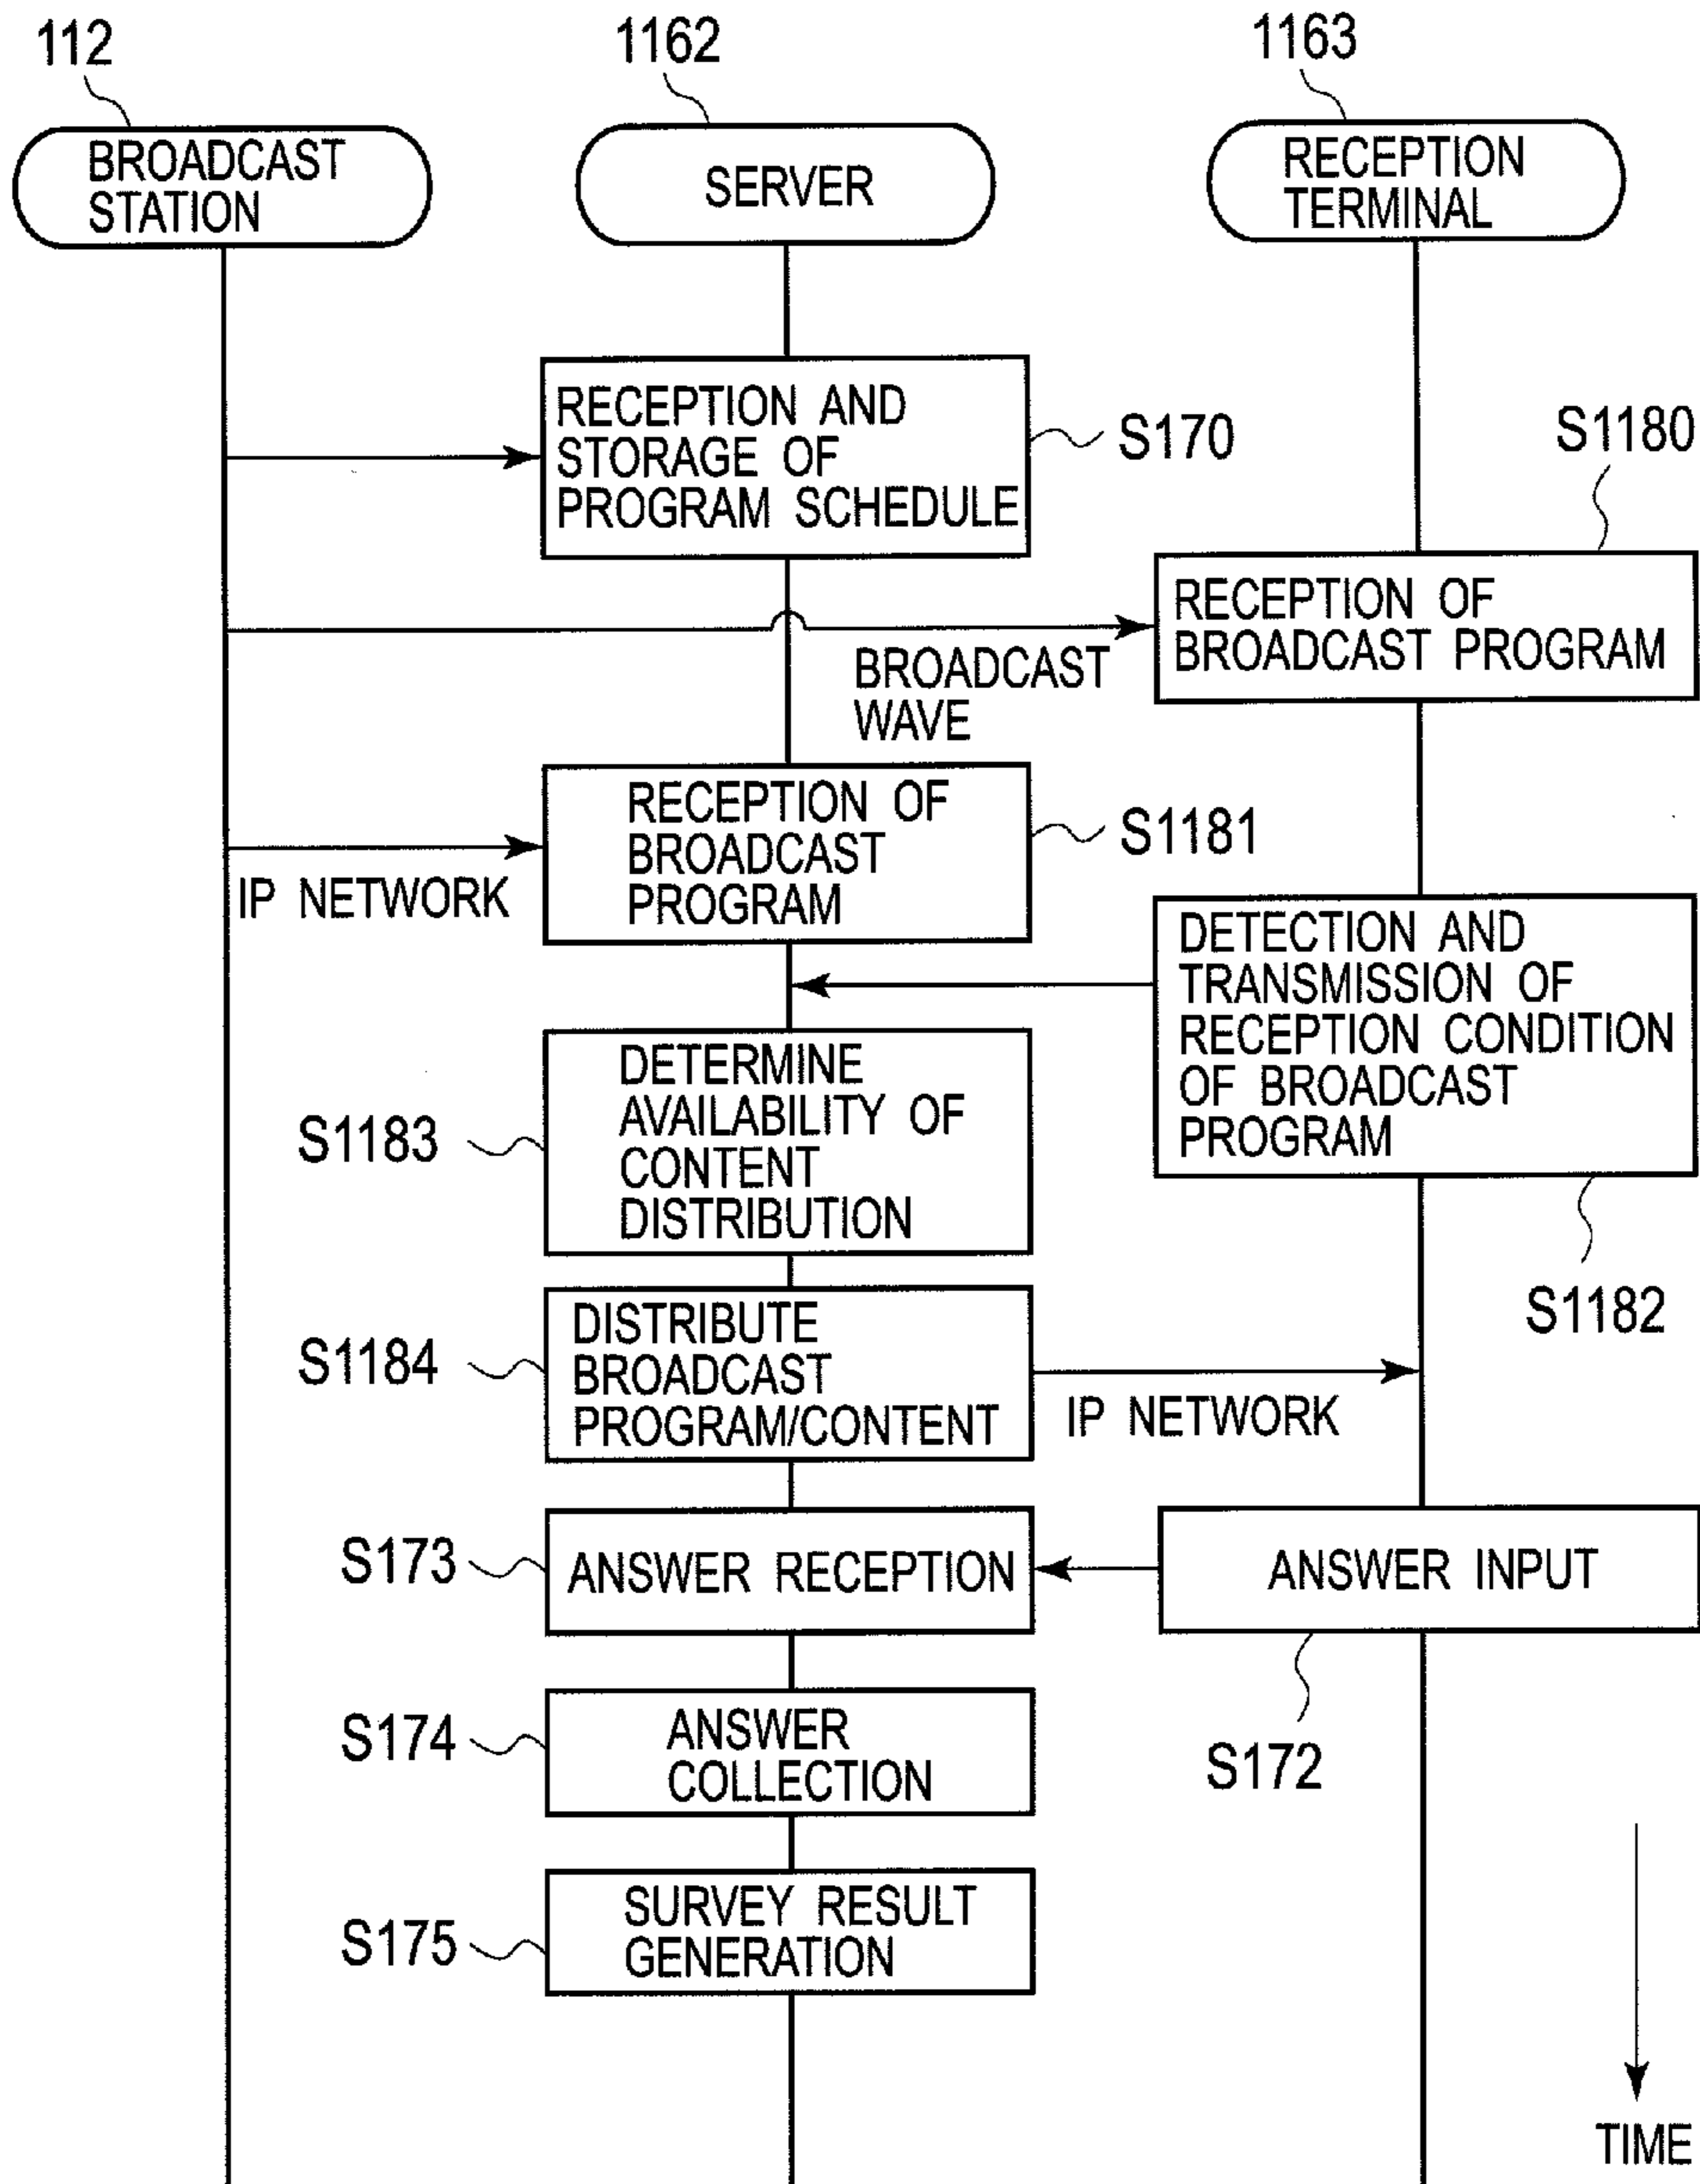 112
1162
1163
BROADCAST
STATION
SERVER
RECEPTION
TERMINAL
RECEPTION AND
STORAGE OF
PROGRAM SCHEDULE
S170
S1180
RECEPTION OF
BROADCAST PROGRAM
BROADCAST
WAVE
RECEPTION OF
BROADCAST
PROGRAM
S1181
IP NETWORK
DETECTION AND
TRANSMISSION OF
RECEPTION CONDITION
OF BROADCAST
PROGRAM
S1183
DETERMINE
AVAILABILITY OF
CONTENT
DISTRIBUTION
S1182
S1184
DISTRIBUTE
BROADCAST
PROGRAM/CONTENT
IP NETWORK
S173
ANSWER RECEPTION
ANSWER INPUT
S174
ANSWER
COLLECTION
S172
S175
SURVEY RESULT
GENERATION
TIME